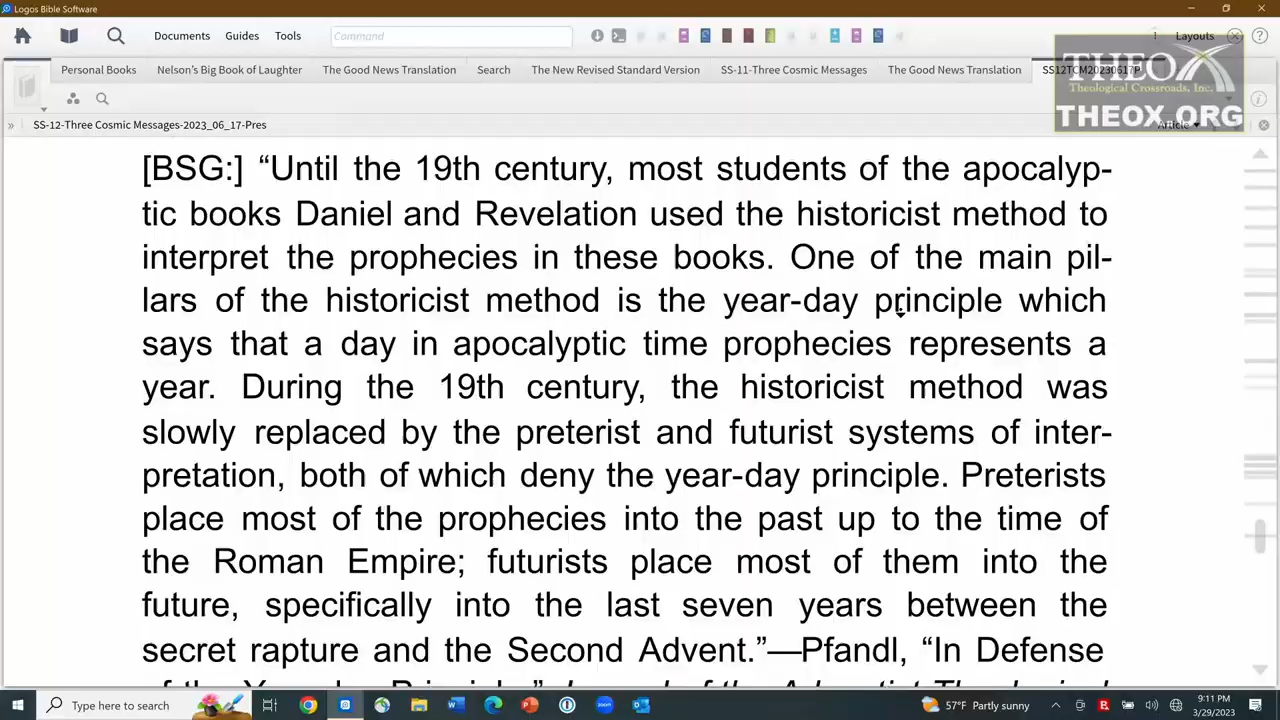 Logos Bible Software
Documents Guides Tools Command Layouts
Personal Books Nelson's Big Book of Laughter Search The New Revised Standard Version SS-11-Three Cosmic Messages The Good News Translation
THEOX
Theological Crossroads, Inc.
THEOX.ORG
SS-12-Three Cosmic Messages-2023_06_17-Pres
[BSG:] “Until the 19th century, most students of the apocalyp-
tic books Daniel and Revelation used the historicist method to
interpret the prophecies in these books. One of the main pil-
lars of the historicist method is the year-day principle which
says that a day in apocalyptic time prophecies represents a
year. During the 19th century, the historicist method was
slowly replaced by the preterist and futurist systems of inter-
pretation, both of which deny the year-day principle. Preterists
place most of the prophecies into the past up to the time of
the Roman Empire; futurists place most of them into the
future, specifically into the last seven years between the
secret rapture and the Second Advent.”—Pfandl, “In Defense
Type here to search 57°F Partly sunny 9:11 PM
3/29/2023